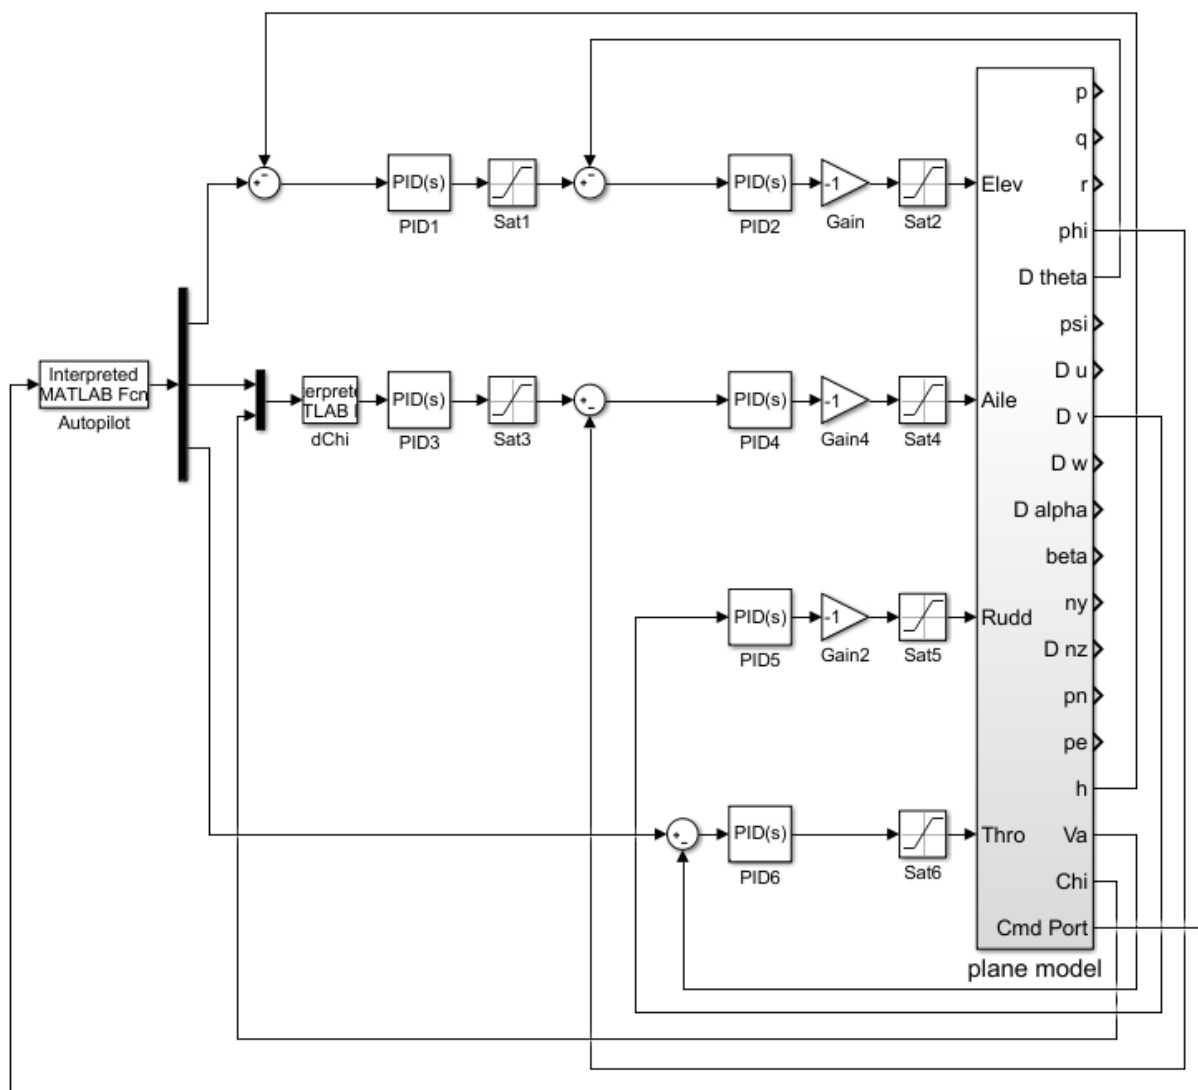 p
q
+
−
PID(s)
PID1
Sat1
+
−
PID(s)
PID2
-1
Gain
Sat2
Elev
r
phi
D theta
psi
Interpreted
MATLAB Fcn
Autopilot
erprete
TLAB I
dChi
PID(s)
PID3
Sat3
+
−
PID(s)
PID4
-1
Gain4
Sat4
Aile
D u
D v
D w
D alpha
beta
PID(s)
PID5
-1
Gain2
Sat5
Rudd
ny
D nz
pn
pe
h
+
−
PID(s)
PID6
Sat6
Thro
Va
Chi
Cmd Port
plane model